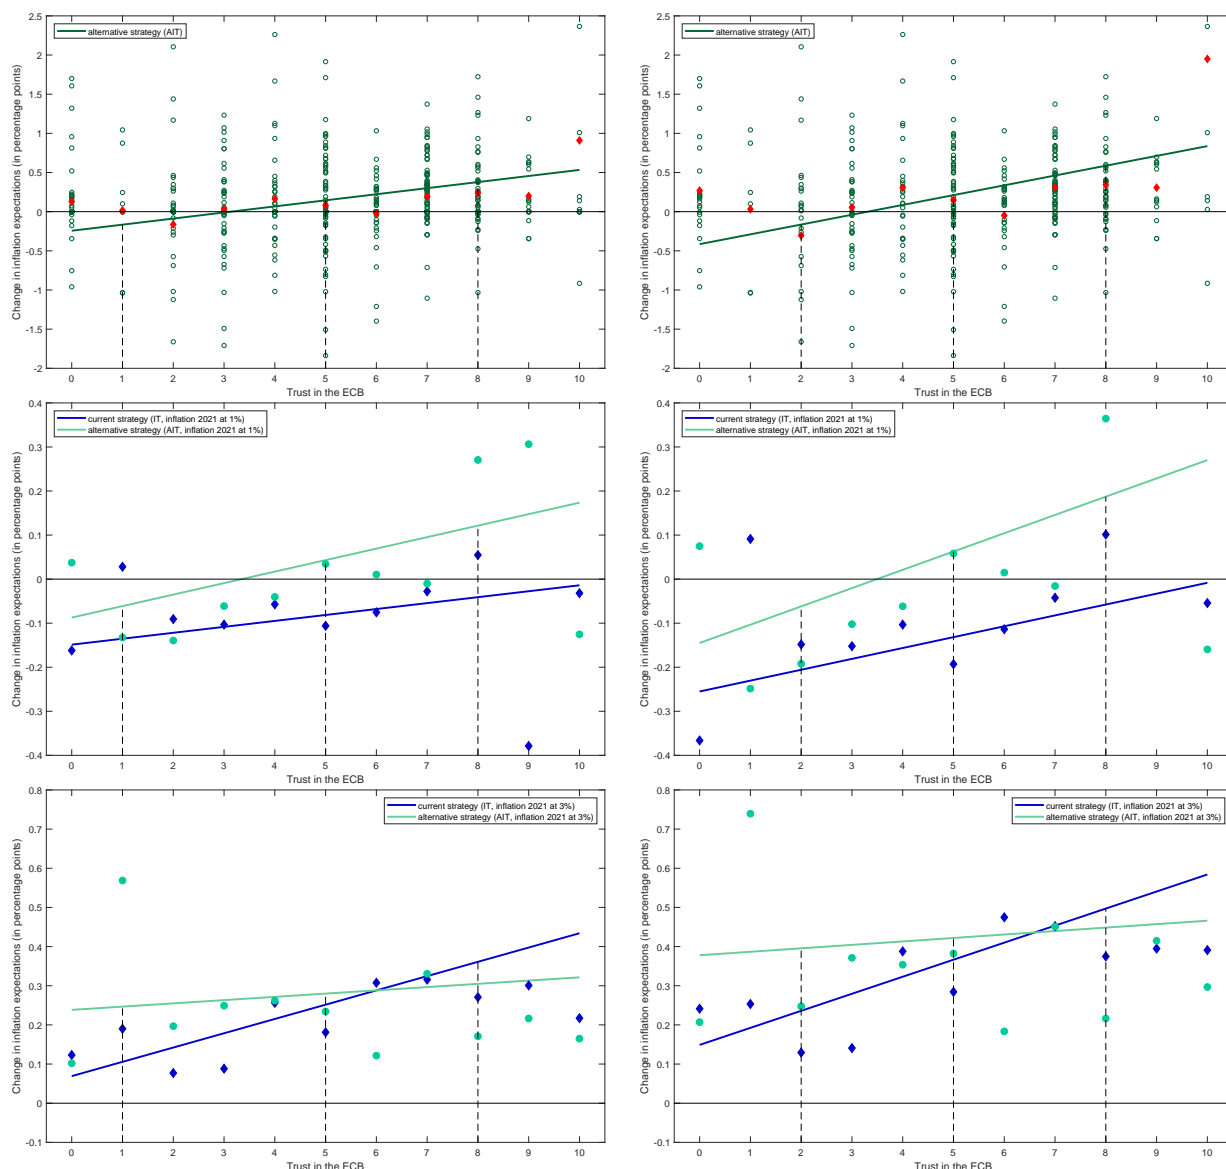 alternative strategy (AIT)
Change in inflation expectations (in percentage points)
2.5
2
1.5
1
0.5
0
-0.5
-1
-1.5
-2
0 1 2 3 4 5 6 7 8 9 10
Trust in the ECB
alternative strategy (AIT)
Change in inflation expectations (in percentage points)
2.5
2
1.5
1
0.5
0
-0.5
-1
-1.5
-2
0 1 2 3 4 5 6 7 8 9 10
Trust in the ECB
current strategy (IT, inflation 2021 at 1%)
alternative strategy (AIT, inflation 2021 at 1%)
Change in inflation expectations (in percentage points)
0.4
0.3
0.2
0.1
0
-0.1
-0.2
-0.3
-0.4
0 1 2 3 4 5 6 7 8 9 10
Trust in the ECB
current strategy (IT, inflation 2021 at 1%)
alternative strategy (AIT, inflation 2021 at 1%)
Change in inflation expectations (in percentage points)
0.4
0.3
0.2
0.1
0
-0.1
-0.2
-0.3
-0.4
0 1 2 3 4 5 6 7 8 9 10
Trust in the ECB
current strategy (IT, inflation 2021 at 3%)
alternative strategy (AIT, inflation 2021 at 3%)
Change in inflation expectations (in percentage points)
0.8
0.7
0.6
0.5
0.4
0.3
0.2
0.1
0
-0.1
0 1 2 3 4 5 6 7 8 9 10
Trust in the ECB
current strategy (IT, inflation 2021 at 3%)
alternative strategy (AIT, inflation 2021 at 3%)
Change in inflation expectations (in percentage points)
0.8
0.7
0.6
0.5
0.4
0.3
0.2
0.1
0
-0.1
0 1 2 3 4 5 6 7 8 9 10
Trust in the ECB